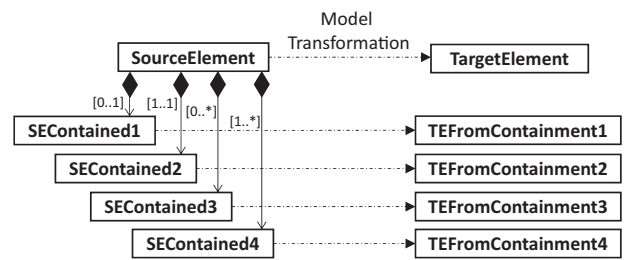 Model
Transformation
SourceElement
TargetElement
[0..1]
[1..1]
[0..*]
[1..*]
SEContained1
TEFromContainment1
SEContained2
TEFromContainment2
SEContained3
TEFromContainment3
SEContained4
TEFromContainment4